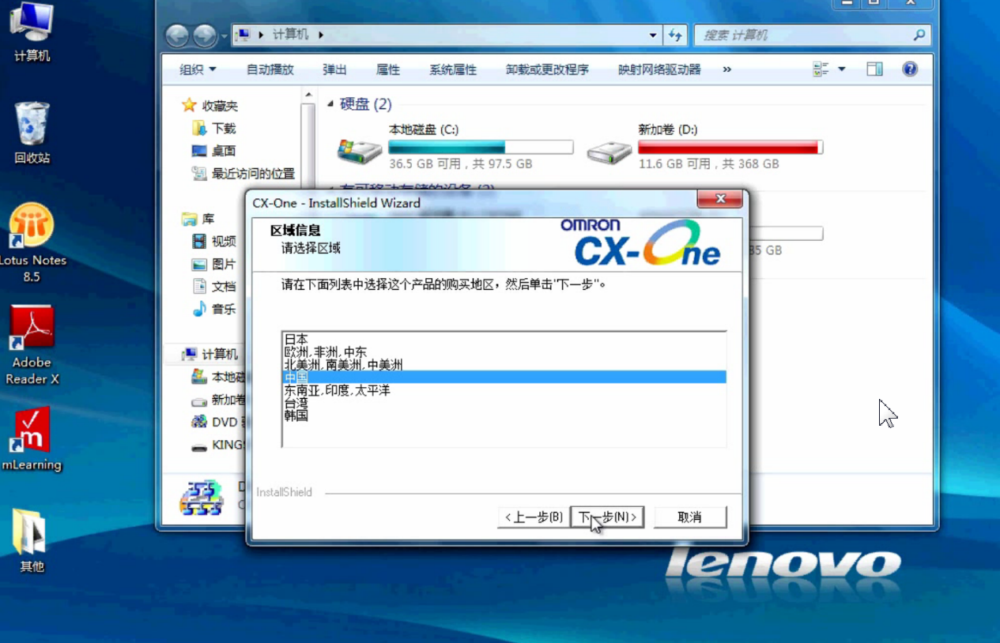 计算机
回收站
Lotus Notes
8.5
Adobe
Reader X
mLearning
其他
计算机
搜索 计算机
组织
自动播放
弹出
属性
系统属性
卸载或更改程序
映射网络驱动器
»
收藏夹
下载
桌面
最近访问的位置
库
视频
图片
文档
音乐
计算机
本地磁
新加卷
DVD
KING
硬盘 (2)
本地磁盘 (C:)
36.5 GB 可用，共 97.5 GB
新加卷 (D:)
11.6 GB 可用，共 368 GB
有可移动存储的设备 (2)
85 GB
CX-One - InstallShield Wizard
区域信息
请选择区域
OMRON
CX-One
请在下面列表中选择这个产品的购买地区，然后单击"下一步"。
日本
欧洲,非洲,中东
北美洲,南美洲,中美洲
中国
东南亚,印度,太平洋
台湾
韩国
InstallShield
<上一步(B)
下一步(N)>
取消
lenovo